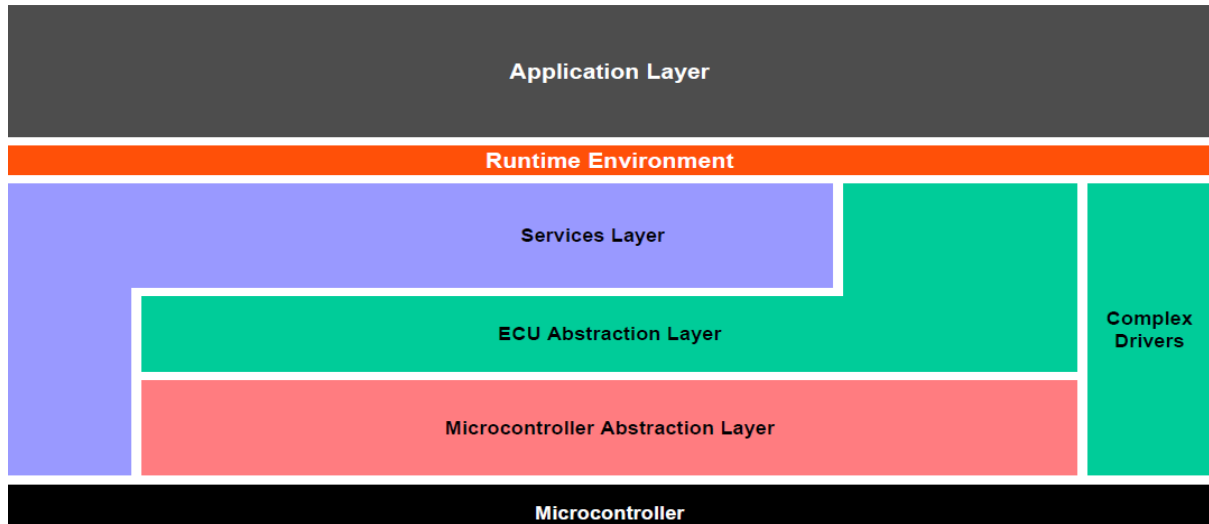 Application Layer
Runtime Environment
Services Layer
ECU Abstraction Layer
Complex
Drivers
Microcontroller Abstraction Layer
Microcontroller